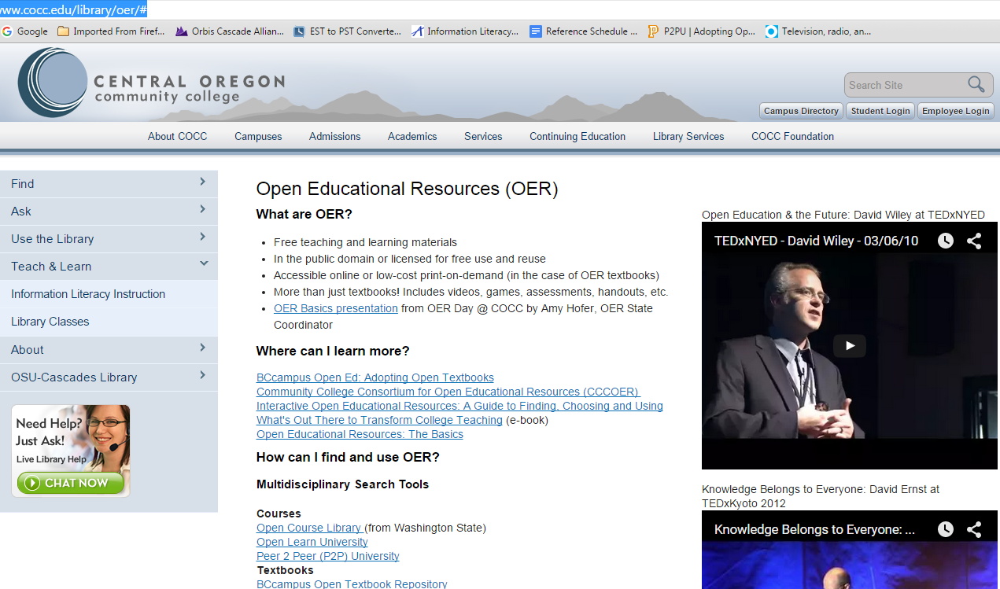 www.cocc.edu/library/oer/#
Google Imported From Firef... Orbis Cascade Allian... EST to PST Converte... Information Literacy... Reference Schedule ... P2PU | Adopting Op... Television, radio, an...
CENTRAL OREGON
community college
Search Site
Campus Directory Student Login Employee Login
About COCC Campuses Admissions Academics Services Continuing Education Library Services COCC Foundation
Find
Ask
Use the Library
Teach & Learn
Information Literacy Instruction
Library Classes
About
OSU-Cascades Library
Need Help?
Just Ask!
Live Library Help
CHAT NOW
Open Educational Resources (OER)
What are OER?
Free teaching and learning materials
In the public domain or licensed for free use and reuse
Accessible online or low-cost print-on-demand (in the case of OER textbooks)
More than just textbooks! Includes videos, games, assessments, handouts, etc.
OER Basics presentation from OER Day @ COCC by Amy Hofer, OER State
Coordinator
Where can I learn more?
BCcampus Open Ed: Adopting Open Textbooks
Community College Consortium for Open Educational Resources (CCCOER)
Interactive Open Educational Resources: A Guide to Finding, Choosing and Using
What's Out There to Transform College Teaching (e-book)
Open Educational Resources: The Basics
How can I find and use OER?
Multidisciplinary Search Tools
Courses
Open Course Library (from Washington State)
Open Learn University
Peer 2 Peer (P2P) University
Textbooks
BCcampus Open Textbook Repository
Open Education & the Future: David Wiley at TEDxNYED
TEDxNYED - David Wiley - 03/06/10
Knowledge Belongs to Everyone: David Ernst at
TEDxKyoto 2012
Knowledge Belongs to Everyone: ...